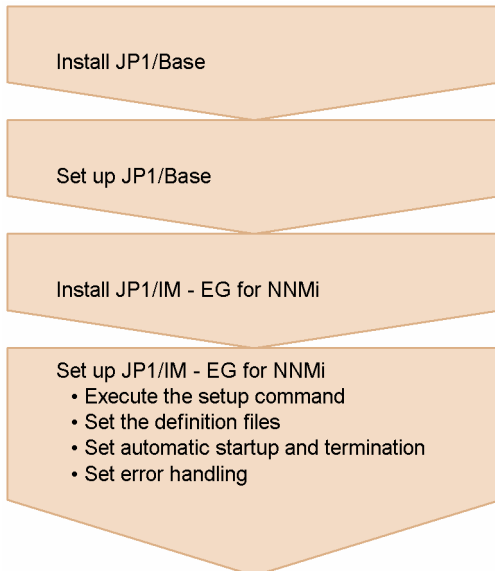 Install JP1/Base
Set up JP1/Base
Install JP1/IM - EG for NNMi
Set up JP1/IM - EG for NNMi
• Execute the setup command
• Set the definition files
• Set automatic startup and termination
• Set error handling